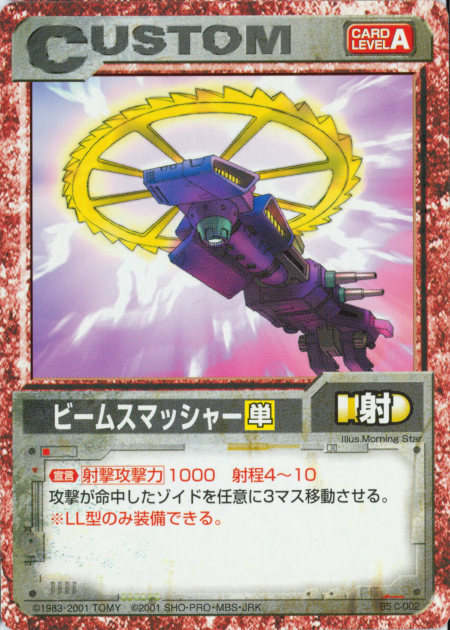 CUSTOM
CARD
LEVEL A
ビームスマッシャー 単
射
Illus.Morning Star
宣言 射撃攻撃力 1000 射程4～10
攻撃が命中したゾイドを任意に3マス移動させる。
※LL型のみ装備できる。
©1983-2001 TOMY ©2001 SHO-PRO・MBS・JRK
BS C-002